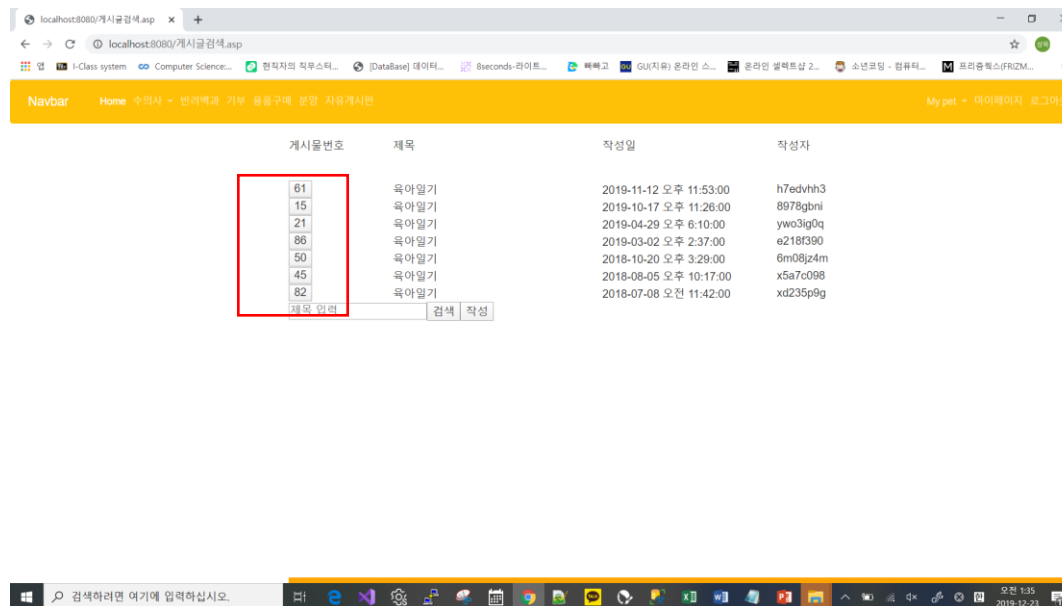 localhost:8080/게시글검색.asp × +
localhost:8080/게시글검색.asp
앱 I-Class system Computer Science:... 현직자의 직무스터... [DataBase] 데이터... 8seconds-라이트... 빠빠고 GU(지유) 온라인 스... 온라인 셀렉트샵 2... 소년코딩 - 컴퓨터... 프리즘웍스(FRIZM...
Navbar Home 수의사 반려백과 기부 용품구매 분양 자유게시판 My pet 마이페이지
게시물번호 제목 작성일 작성자
61 육아일기 2019-11-12 오후 11:53:00 h7edvhh3
15 육아일기 2019-10-17 오후 11:26:00 8978gbni
21 육아일기 2019-04-29 오후 6:10:00 ywo3ig0q
86 육아일기 2019-03-02 오후 2:37:00 e218f390
50 육아일기 2018-10-20 오후 3:29:00 6m08jz4m
45 육아일기 2018-08-05 오후 10:17:00 x5a7c098
82 육아일기 2018-07-08 오전 11:42:00 xd235p9g
제목 입력 검색 작성
검색하려면 여기에 입력하십시오.
오전 1:35
2019-12-23